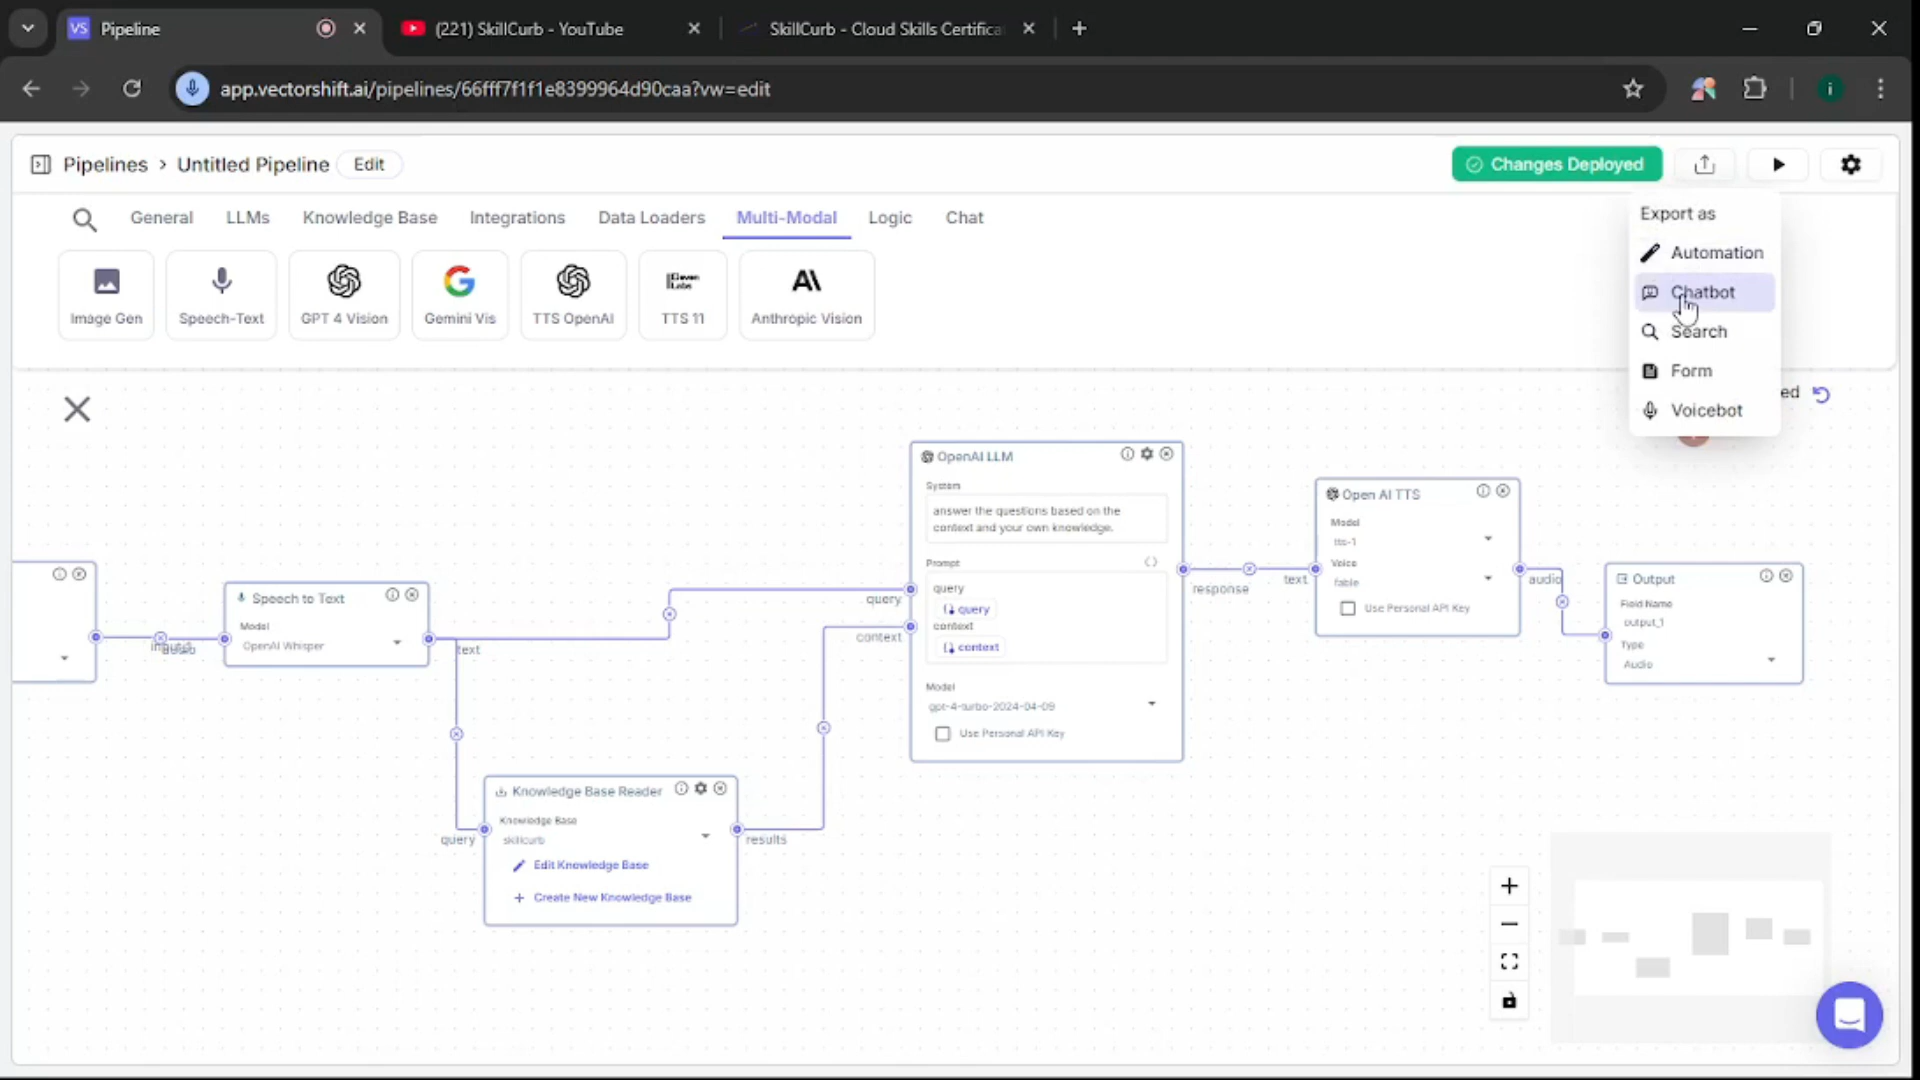 VS Pipeline
(221) SkillCurb - YouTube
SkillCurb - Cloud Skills Certifica
app.vectorshift.ai/pipelines/66fff7f1f1e8399964d90caa?vw=edit
i
Pipelines > Untitled Pipeline Edit
Changes Deployed
General LLMs Knowledge Base Integrations Data Loaders Multi-Modal Logic Chat
Image Gen
Speech-Text
GPT 4 Vision
Gemini Vis
TTS OpenAI
Eleven Labs
TTS 11
Anthropic Vision
Export as
Automation
Chatbot
Search
Form
Voicebot
ed
audio
Speech to Text
Model
OpenAI Whisper
text
query
context
OpenAI LLM
System
answer the questions based on the
context and your own knowledge.
Prompt
query
query
context
context
Model
gpt-4-turbo-2024-04-09
Use Personal API Key
response
text
Open AI TTS
Model
tts-1
Voice
fable
Use Personal API Key
audio
Output
Field Name
output_1
Type
Audio
query
Knowledge Base Reader
Knowledge Base
skillcurb
Edit Knowledge Base
+ Create New Knowledge Base
results